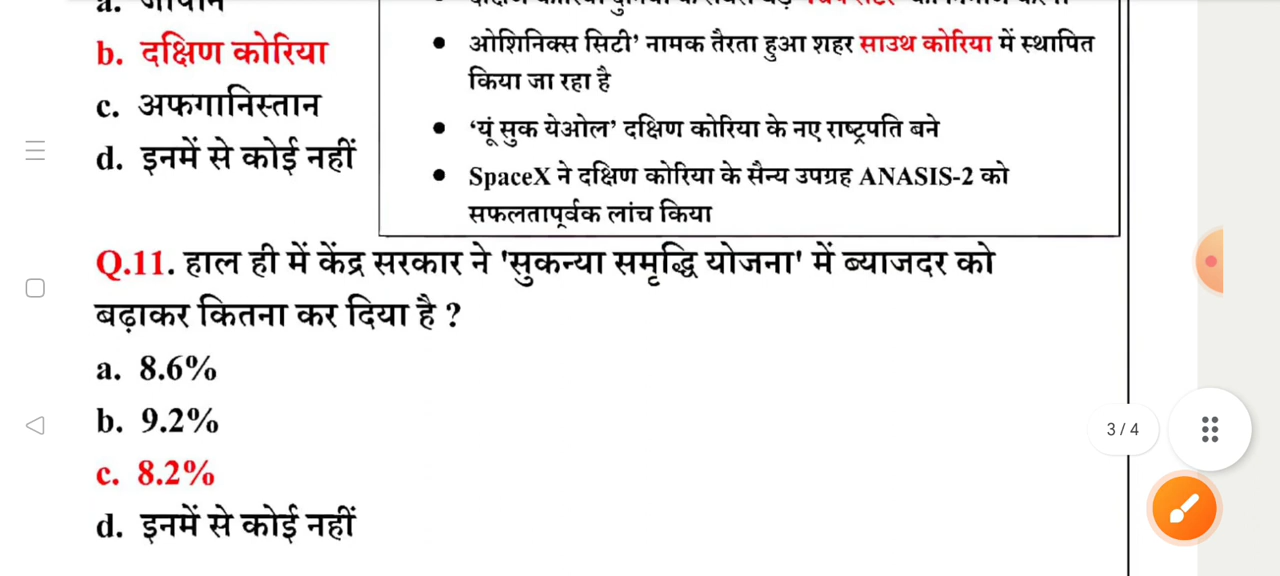 b. दक्षिण कोरिया
c. अफगानिस्तान
d. इनमें से कोई नहीं
• ओशिनिक्स सिटी’ नामक तैरता हुआ शहर साउथ कोरिया में स्थापित
किया जा रहा है
• ‘यूं सुक येओल’ दक्षिण कोरिया के नए राष्ट्रपति बने
• SpaceX ने दक्षिण कोरिया के सैन्य उपग्रह ANASIS-2 को
सफलतापूर्वक लांच किया
Q.11. हाल ही में केंद्र सरकार ने 'सुकन्या समृद्धि योजना' में ब्याजदर को
बढ़ाकर कितना कर दिया है ?
a. 8.6%
b. 9.2%
c. 8.2%
d. इनमें से कोई नहीं
3 / 4